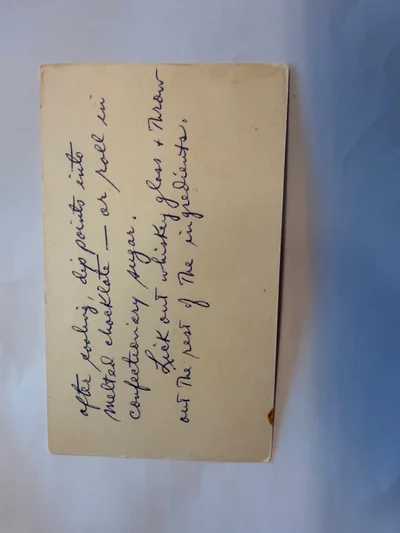 after cooling, dip points into
melted chocklate — or roll in
confectionery sugar.
Lick out whiskey glass + Throw
out The rest of The ingredients.